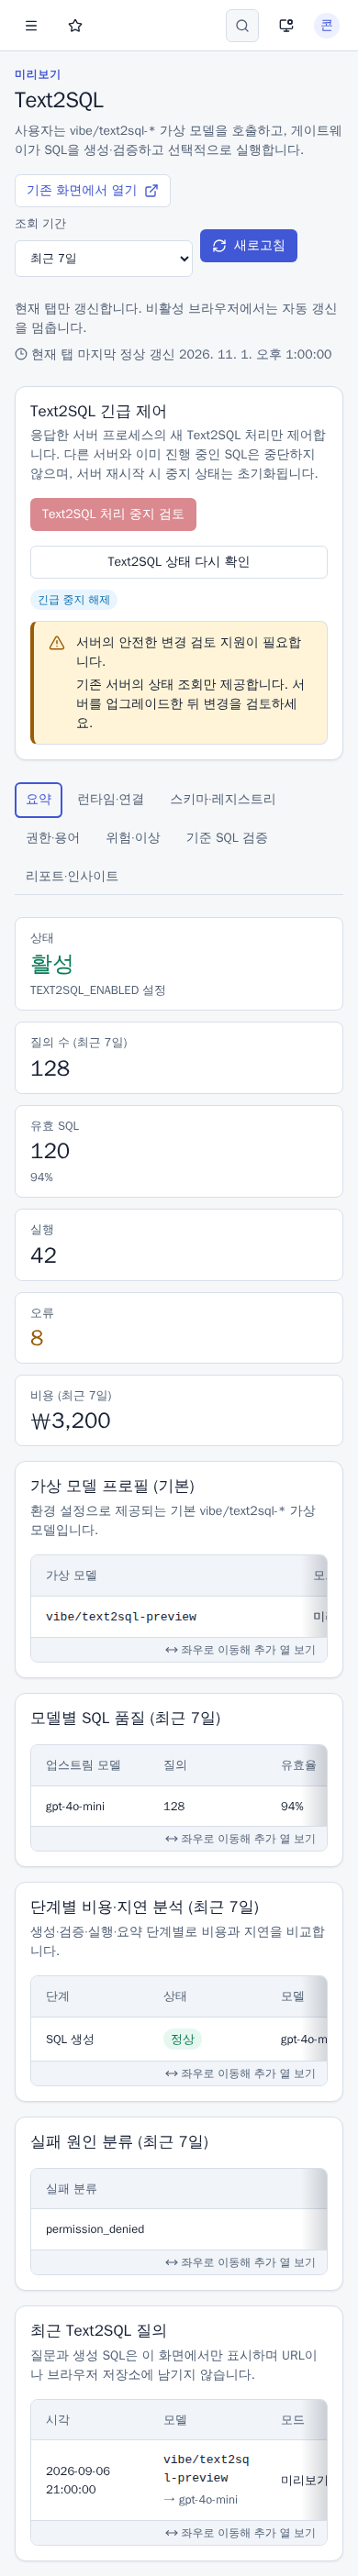 콘
미리보기
Text2SQL
사용자는 vibe/text2sql-* 가상 모델을 호출하고, 게이트웨
이가 SQL을 생성·검증하고 선택적으로 실행합니다.
기존 화면에서 열기
조회 기간
최근 7일
새로고침
현재 탭만 갱신합니다. 비활성 브라우저에서는 자동 갱신
을 멈춥니다.
현재 탭 마지막 정상 갱신 2026. 11. 1. 오후 1:00:00
Text2SQL 긴급 제어
응답한 서버 프로세스의 새 Text2SQL 처리만 제어합니
다. 다른 서버와 이미 진행 중인 SQL은 중단하지
않으며, 서버 재시작 시 중지 상태는 초기화됩니다.
Text2SQL 처리 중지 검토
Text2SQL 상태 다시 확인
긴급 중지 해제
서버의 안전한 변경 검토 지원이 필요합니
다.
기존 서버의 상태 조회만 제공합니다. 서
버를 업그레이드한 뒤 변경을 검토하세
요.
요약
런타임·연결
스키마·레지스트리
권한·용어
위험·이상
기준 SQL 검증
리포트·인사이트
상태
활성
TEXT2SQL_ENABLED 설정
질의 수 (최근 7일)
128
유효 SQL
120
94%
실행
42
오류
8
비용 (최근 7일)
₩3,200
가상 모델 프로필 (기본)
환경 설정으로 제공되는 기본 vibe/text2sql-* 가상
모델입니다.
가상 모델
vibe/text2sql-preview
↔ 좌우로 이동해 추가 열 보기
모델별 SQL 품질 (최근 7일)
업스트림 모델 질의 유효율
gpt-4o-mini 128 94%
↔ 좌우로 이동해 추가 열 보기
단계별 비용·지연 분석 (최근 7일)
생성·검증·실행·요약 단계별로 비용과 지연을 비교합니
다.
단계 상태 모델
SQL 생성 정상 gpt-4o-m
↔ 좌우로 이동해 추가 열 보기
실패 원인 분류 (최근 7일)
실패 분류
permission_denied
↔ 좌우로 이동해 추가 열 보기
최근 Text2SQL 질의
질문과 생성 SQL은 이 화면에서만 표시하며 URL이
나 브라우저 저장소에 남기지 않습니다.
시각 모델 모드
2026-09-06
21:00:00
vibe/text2sq
l-preview
→ gpt-4o-mini
미리보기
↔ 좌우로 이동해 추가 열 보기